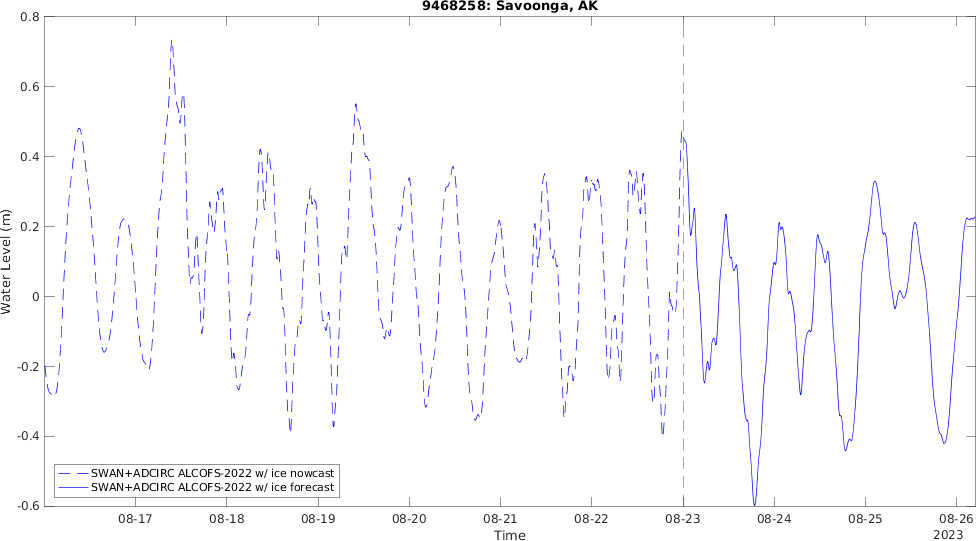 9468258: Savoonga, AK
0.8
0.6
0.4
0.2
0
-0.2
-0.4
-0.6
Water Level (m)
SWAN+ADCIRC ALCOFS-2022 w/ ice nowcast
SWAN+ADCIRC ALCOFS-2022 w/ ice forecast
08-17 08-18 08-19 08-20 08-21 08-22 08-23 08-24 08-25 08-26
Time
2023